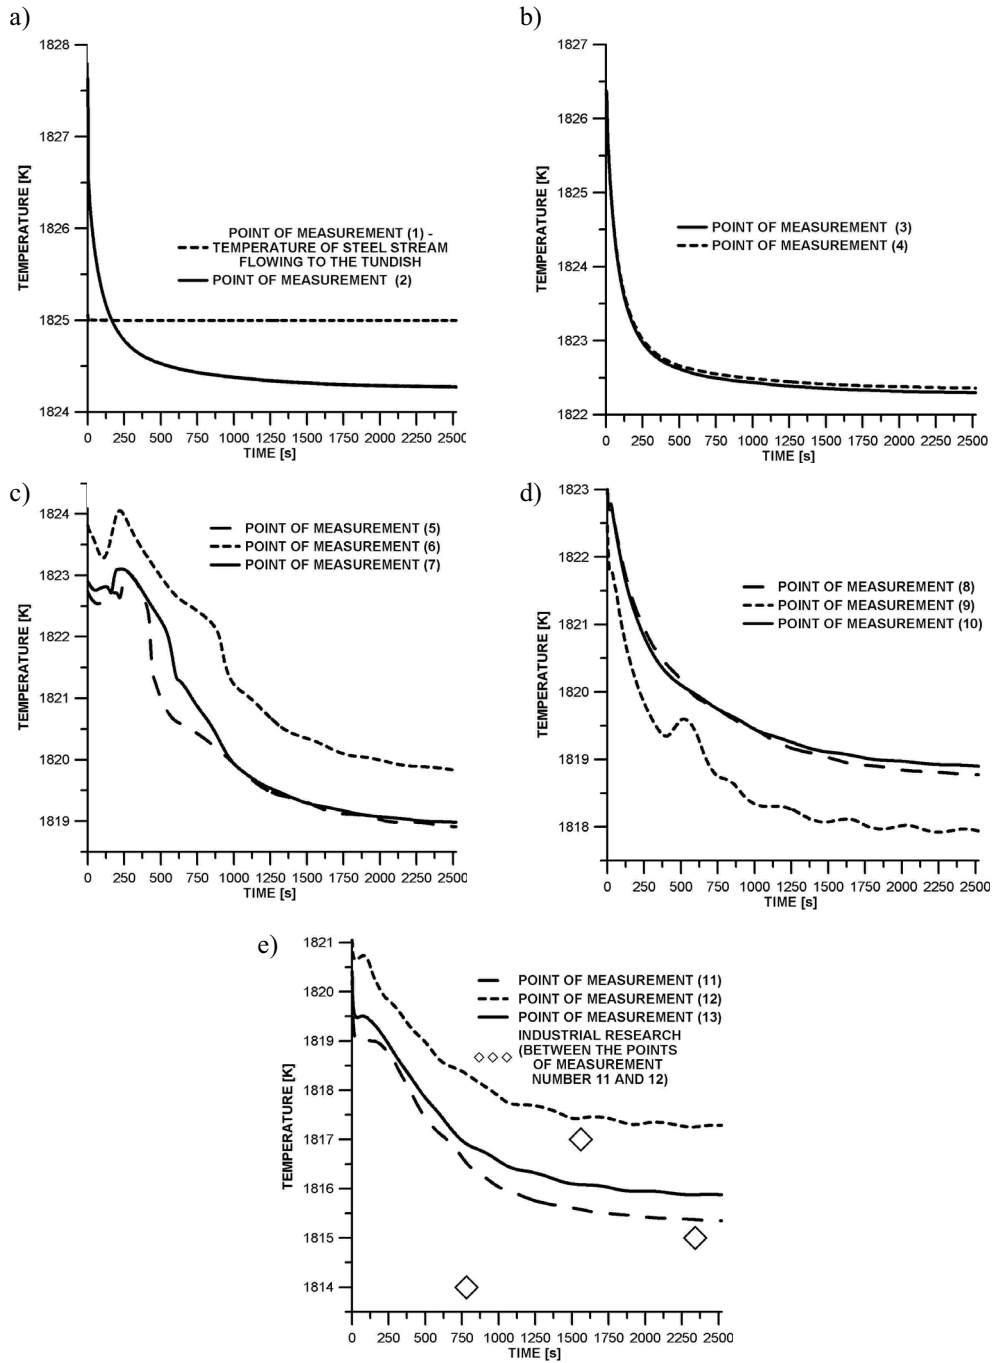 a)
1828
1827
1826
1825
1824
TEMPERATURE [K]
POINT OF MEASUREMENT (1) -
TEMPERATURE OF STEEL STREAM
FLOWING TO THE TUNDISH
POINT OF MEASUREMENT (2)
0 250 500 750 1000 1250 1500 1750 2000 2250 2500
TIME [s]
b)
1827
1826
1825
1824
1823
1822
TEMPERATURE [K]
POINT OF MEASUREMENT (3)
POINT OF MEASUREMENT (4)
0 250 500 750 1000 1250 1500 1750 2000 2250 2500
TIME [s]
c)
1824
1823
1822
1821
1820
1819
TEMPERATURE [K]
POINT OF MEASUREMENT (5)
POINT OF MEASUREMENT (6)
POINT OF MEASUREMENT (7)
0 250 500 750 1000 1250 1500 1750 2000 2250 2500
TIME [s]
d)
1823
1822
1821
1820
1819
1818
TEMPERATURE [K]
POINT OF MEASUREMENT (8)
POINT OF MEASUREMENT (9)
POINT OF MEASUREMENT (10)
0 250 500 750 1000 1250 1500 1750 2000 2250 2500
TIME [s]
e)
1821
1820
1819
1818
1817
1816
1815
1814
TEMPERATURE [K]
POINT OF MEASUREMENT (11)
POINT OF MEASUREMENT (12)
POINT OF MEASUREMENT (13)
INDUSTRIAL RESEARCH
(BETWEEN THE POINTS
OF MEASUREMENT
NUMBER 11 AND 12)
0 250 500 750 1000 1250 1500 1750 2000 2250 2500
TIME [s]